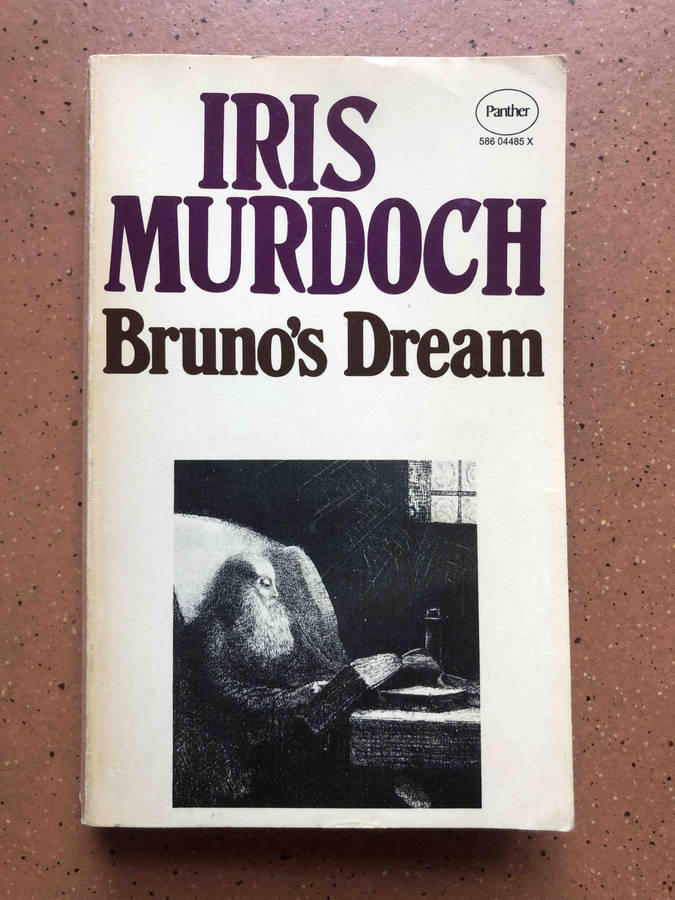 IRIS
MURDOCH
Bruno's Dream
Panther
586 04485 X